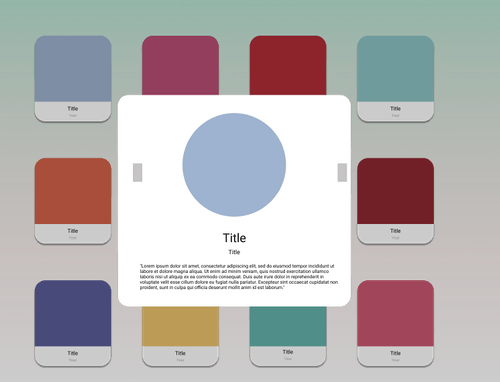 Title
Title
Title
Title
Title
Title
Title
Title
"Lorem ipsum dolor sit amet, consectetur adipiscing elit, sed do eiusmod tempor incididunt ut
labore et dolore magna aliqua. Ut enim ad minim veniam, quis nostrud exercitation ullamco
laboris nisi ut aliquip ex ea commodo consequat. Duis aute irure dolor in reprehenderit in
voluptate velit esse cillum dolore eu fugiat nulla pariatur. Excepteur sint occaecat cupidatat non
proident, sunt in culpa qui officia deserunt mollit anim id est laborum."
Title
Title
Title
Title